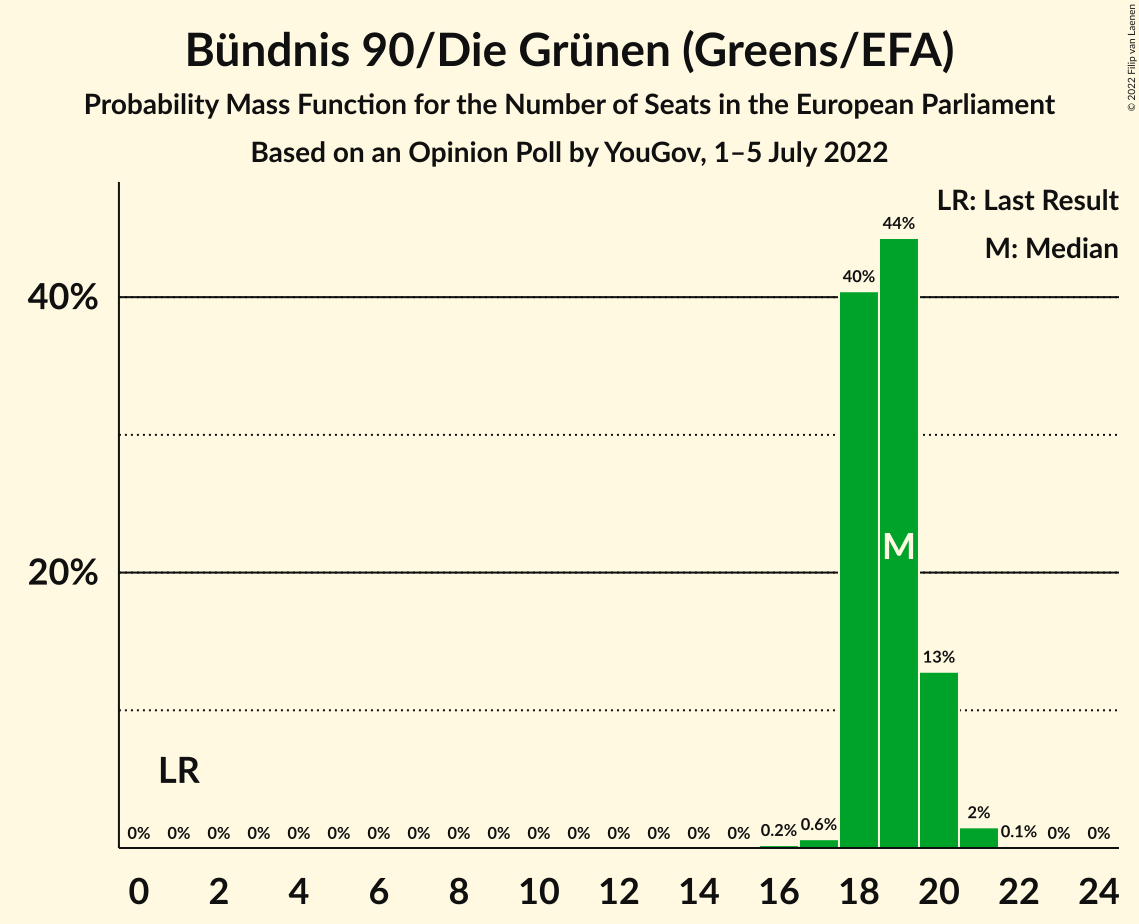 Bündnis 90/Die Grünen (Greens/EFA)
Probability Mass Function for the Number of Seats in the European Parliament
Based on an Opinion Poll by YouGov, 1–5 July 2022
© 2022 Filip van Laenen
LR: Last Result
M: Median
44%
40%
40%
M
20%
13%
LR
0% 0% 0% 0% 0% 0% 0% 0% 0% 0% 0% 0% 0% 0% 0% 0% 0.2% 0.6% 2% 0.1% 0% 0%
0 2 4 6 8 10 12 14 16 18 20 22 24